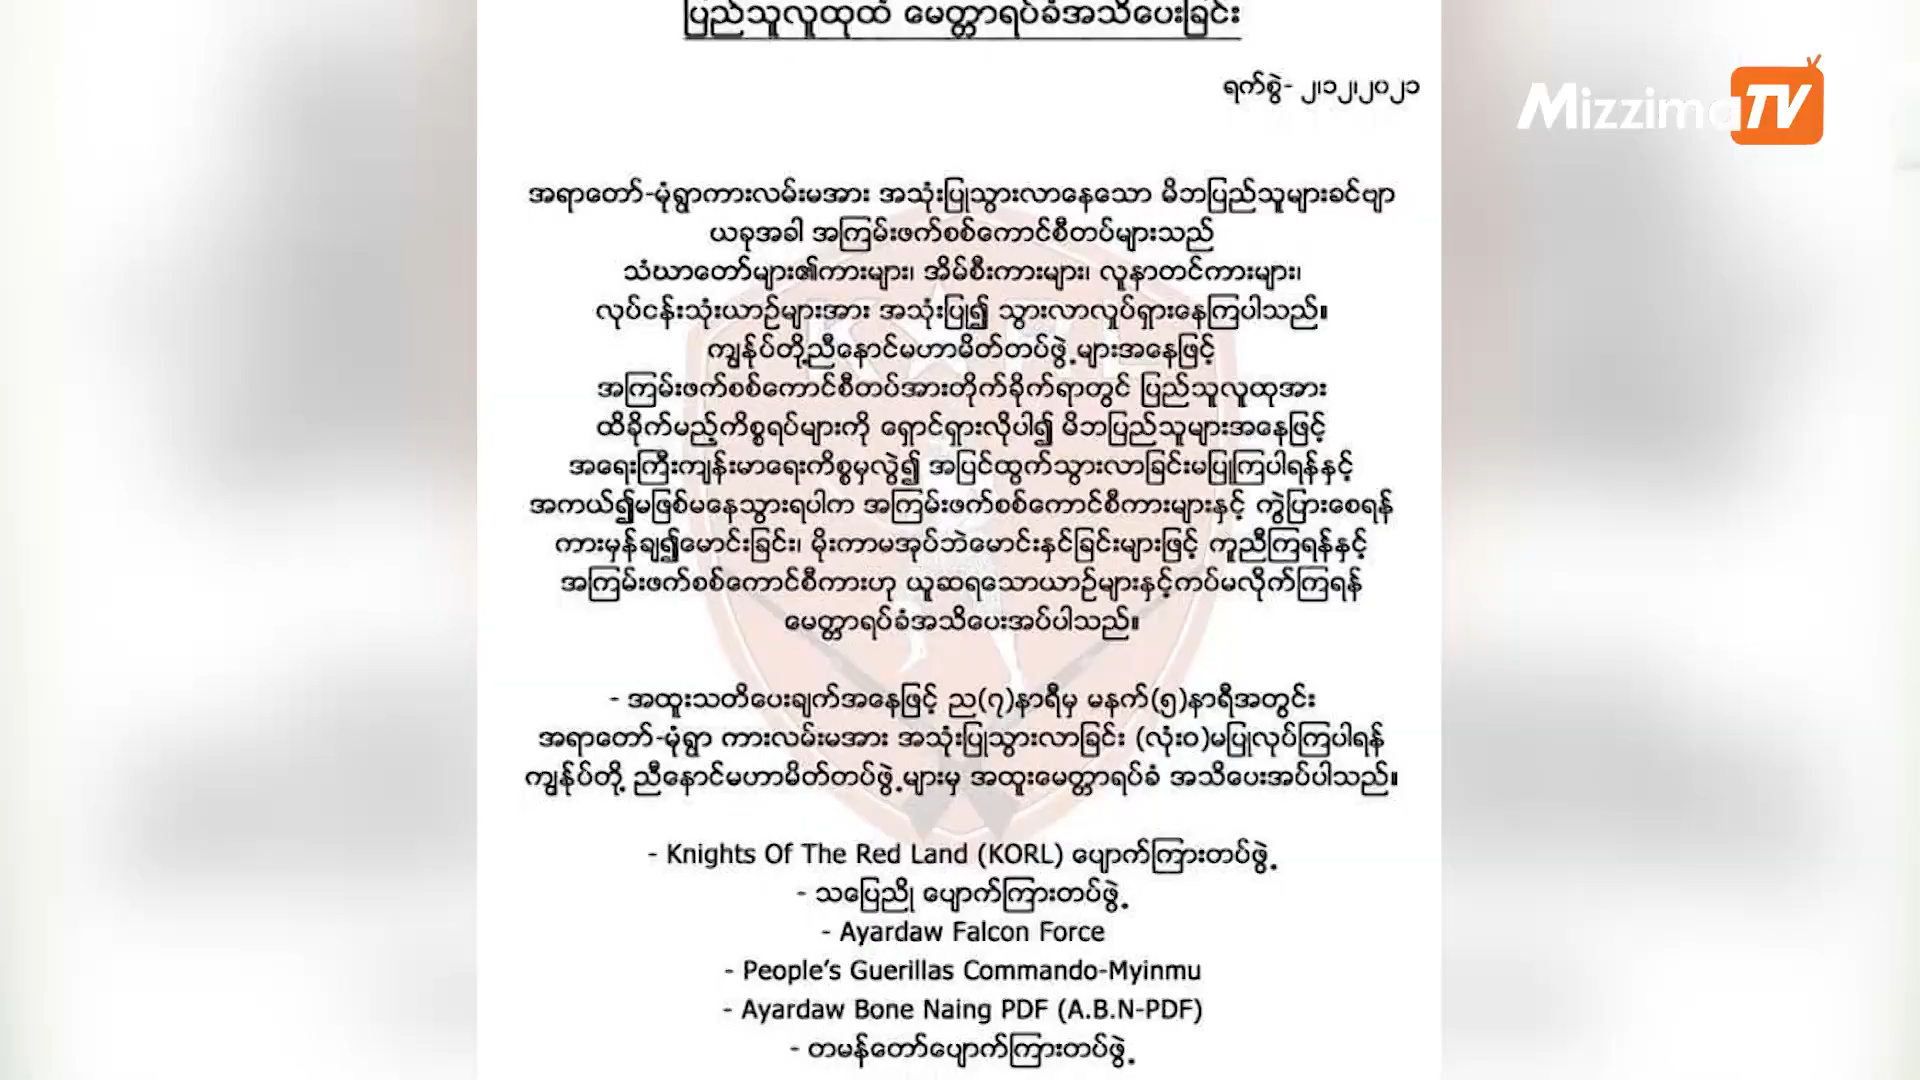 ပြည်သူလူထုထံ မေတ္တာရပ်ခံအသိပေးခြင်း
ရက်စွဲ- ၂၊၁၂၊၂၀၂၁
MizzimaTV
အရာတော်-မုံရွာကားလမ်းမအား အသုံးပြုသွားလာနေသော မိဘပြည်သူများခင်ဗျာ
ယခုအခါ အကြမ်းဖက်စစ်ကောင်စီတပ်များသည်
သံဃာတော်များ၏ကားများ၊ အိမ်စီးကားများ၊ လူနာတင်ကားများ၊
လုပ်ငန်းသုံးယာဉ်များအား အသုံးပြု၍ သွားလာလှုပ်ရှားနေကြပါသည်။
ကျွန်ုပ်တို့ညီနောင်မဟာမိတ်တပ်ဖွဲ့များအနေဖြင့်
အကြမ်းဖက်စစ်ကောင်စီတပ်အားတိုက်ခိုက်ရာတွင် ပြည်သူလူထုအား
ထိခိုက်မည့်ကိစ္စရပ်များကို ရှောင်ရှားလိုပါ၍ မိဘပြည်သူများအနေဖြင့်
အရေးကြီးကျန်းမာရေးကိစ္စမှလွဲ၍ အပြင်ထွက်သွားလာခြင်းမပြုကြပါရန်နှင့်
အကယ်၍မဖြစ်မနေသွားရပါက အကြမ်းဖက်စစ်ကောင်စီကားများနှင့် ကွဲပြားစေရန်
ကားမှန်ချ၍မောင်းခြင်း၊ မိုးကာမအုပ်ဘဲမောင်းနှင်ခြင်းများဖြင့် ကူညီကြရန်နှင့်
အကြမ်းဖက်စစ်ကောင်စီကားဟု ယူဆရသောယာဉ်များနှင့်ကပ်မလိုက်ကြရန်
မေတ္တာရပ်ခံအသိပေးအပ်ပါသည်။
- အထူးသတိပေးချက်အနေဖြင့် ည(၇)နာရီမှ မနက်(၅)နာရီအတွင်း
အရာတော်-မုံရွာ ကားလမ်းမအား အသုံးပြုသွားလာခြင်း (လုံးဝ)မပြုလုပ်ကြပါရန်
ကျွန်ုပ်တို့ ညီနောင်မဟာမိတ်တပ်ဖွဲ့များမှ အထူးမေတ္တာရပ်ခံ အသိပေးအပ်ပါသည်။
- Knights Of The Red Land (KORL) ပျောက်ကြားတပ်ဖွဲ့
- သပြေညို ပျောက်ကြားတပ်ဖွဲ့
- Ayardaw Falcon Force
- People’s Guerillas Commando-Myinmu
- Ayardaw Bone Naing PDF (A.B.N-PDF)
- တမန်တော်ပျောက်ကြားတပ်ဖွဲ့